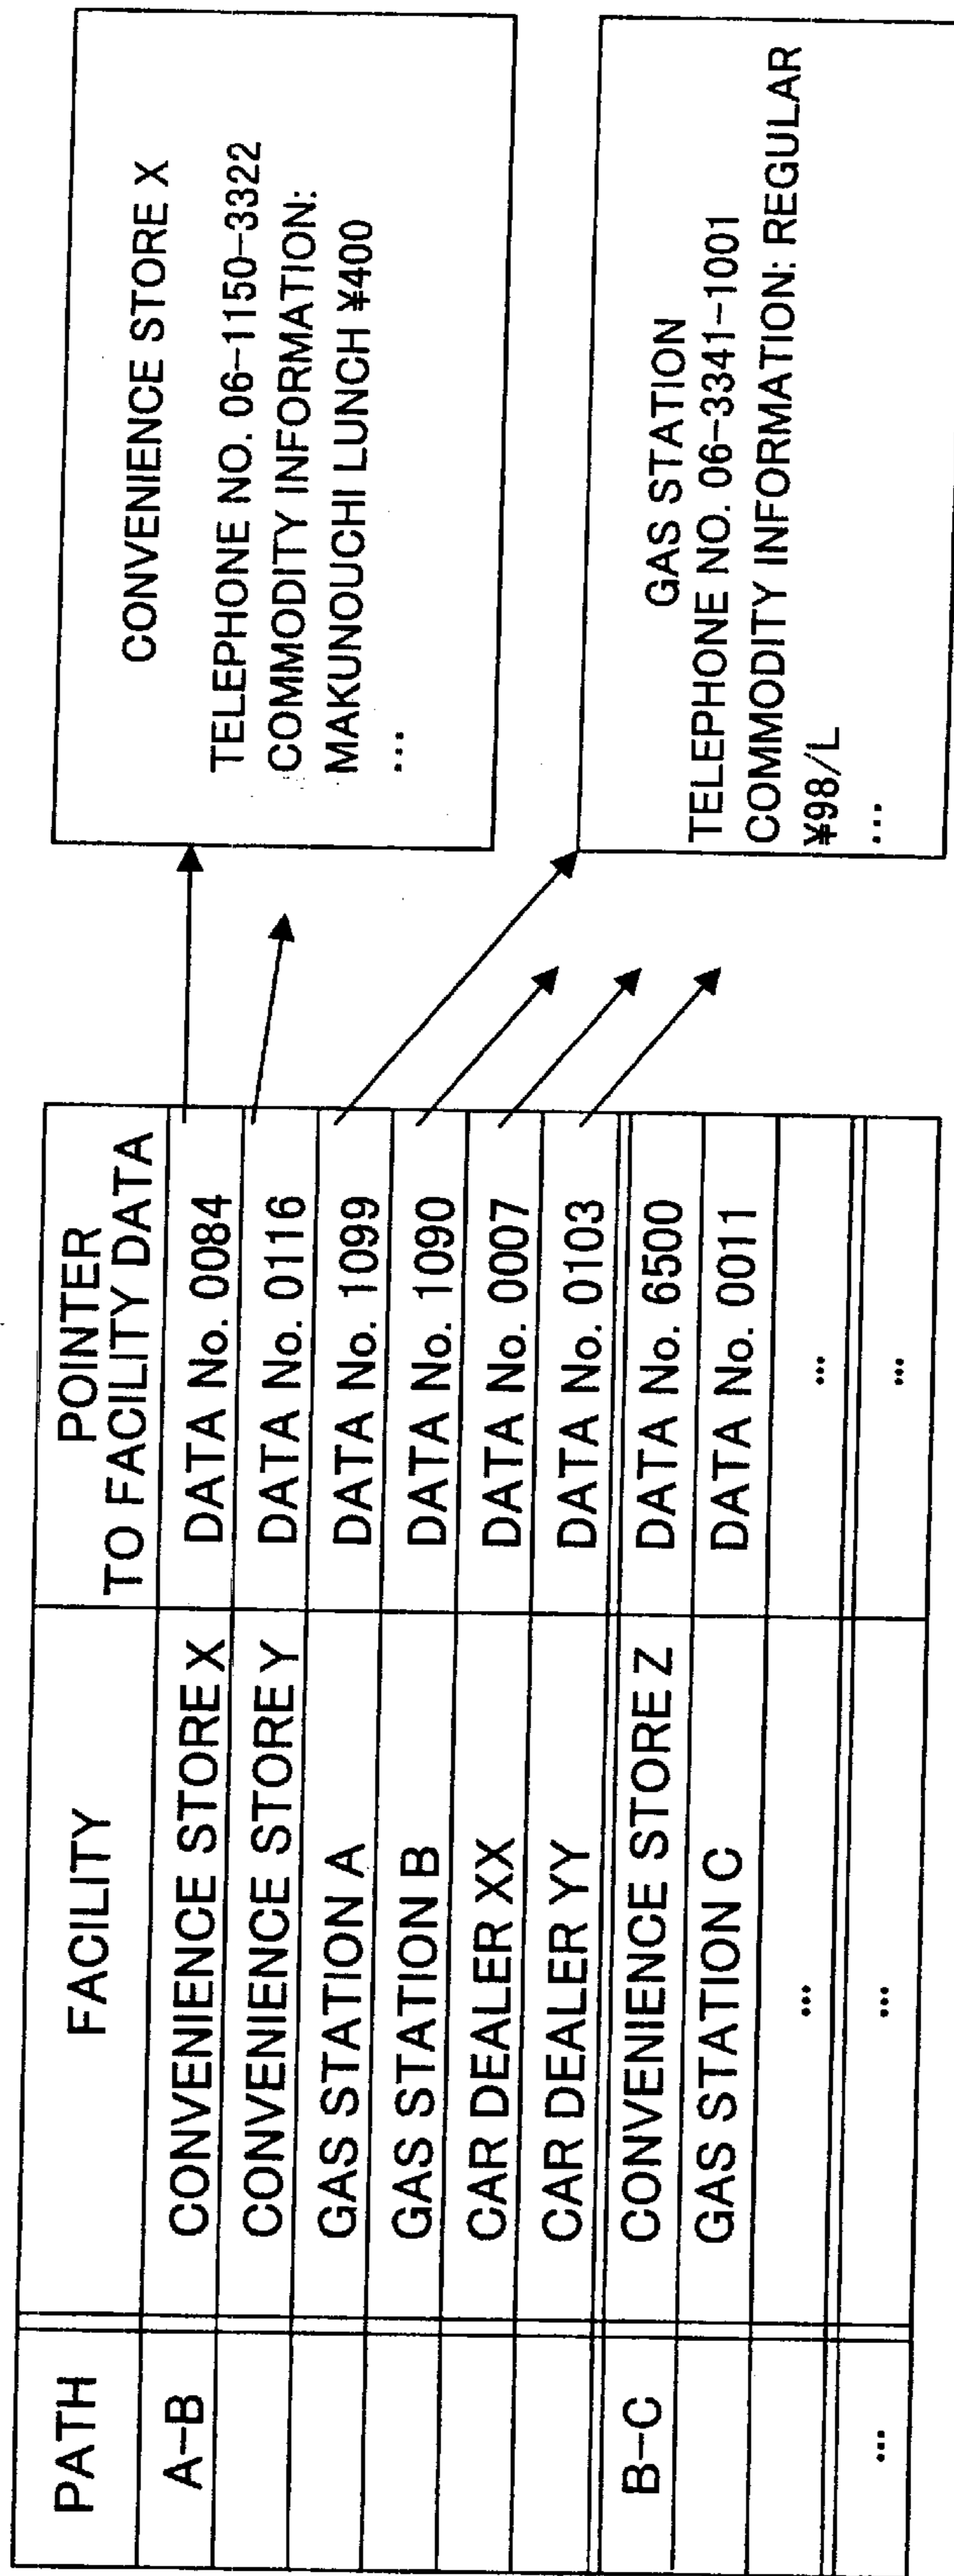 PATH FACILITY POINTER
TO FACILITY DATA
A–B CONVENIENCE STORE X DATA No. 0084
CONVENIENCE STORE Y DATA No. 0116
GAS STATION A DATA No. 1099
GAS STATION B DATA No. 1090
CAR DEALER XX DATA No. 0007
CAR DEALER YY DATA No. 0103
B–C CONVENIENCE STORE Z DATA No. 6500
GAS STATION C DATA No. 0011
... ...
... ... ...
CONVENIENCE STORE X
TELEPHONE NO. 06–1150–3322
COMMODITY INFORMATION:
MAKUNOUCHI LUNCH ¥400
...
GAS STATION
TELEPHONE NO. 06–3341–1001
COMMODITY INFORMATION: REGULAR
¥98/L
...